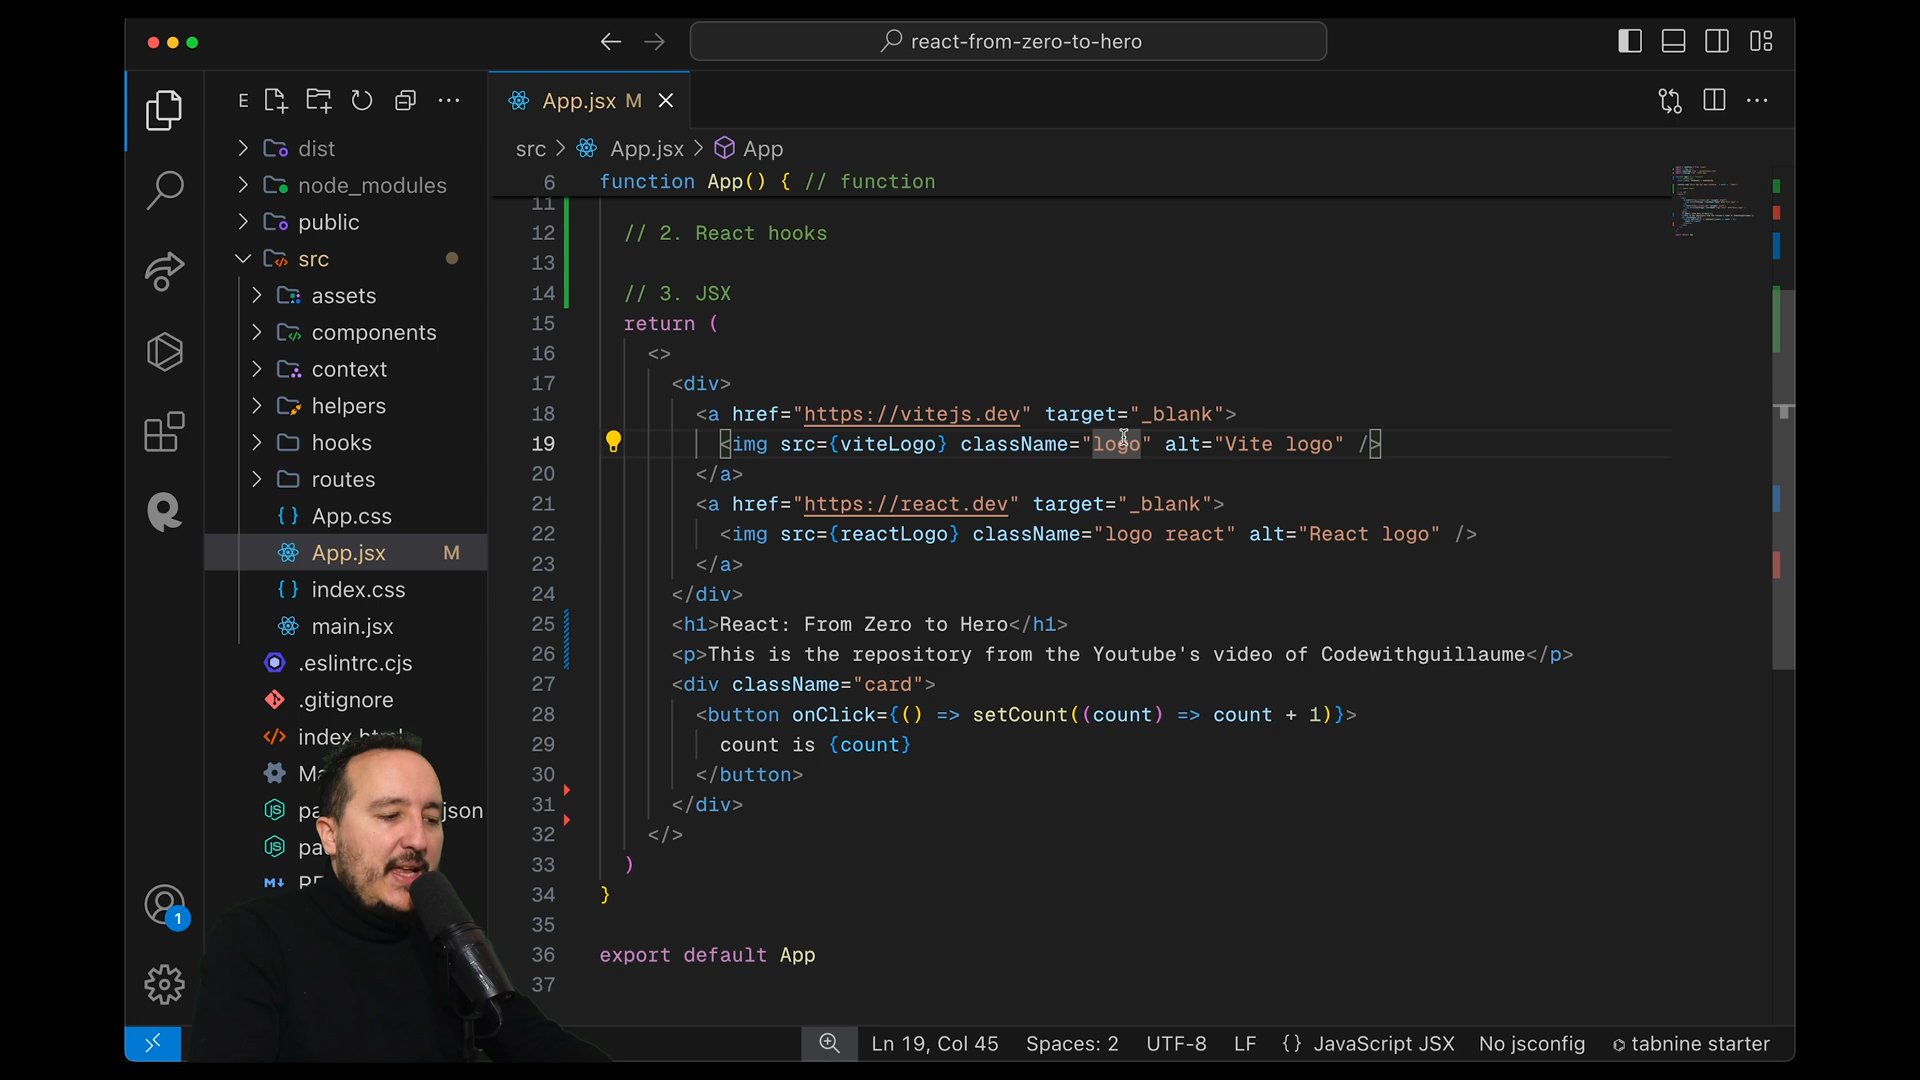 react-from-zero-to-hero
E
App.jsx M
dist
node_modules
public
src
assets
components
context
helpers
hooks
routes
App.css
App.jsx M
index.css
main.jsx
.eslintrc.cjs
.gitignore
json
src > App.jsx > App
6 function App() { // function
11
12 // 2. React hooks
13
14 // 3. JSX
15 return (
16 <>
17 <div>
18 <a href="https://vitejs.dev" target="_blank">
19 <img src={viteLogo} className="logo" alt="Vite logo" />
20 </a>
21 <a href="https://react.dev" target="_blank">
22 <img src={reactLogo} className="logo react" alt="React logo" />
23 </a>
24 </div>
25 <h1>React: From Zero to Hero</h1>
26 <p>This is the repository from the Youtube's video of Codewithguillaume</p>
27 <div className="card">
28 <button onClick={() => setCount((count) => count + 1)}>
29 count is {count}
30 </button>
31 </div>
32 </>
33 )
34 }
35
36 export default App
37
1
Ln 19, Col 45 Spaces: 2 UTF-8 LF {} JavaScript JSX No jsconfig tabnine starter